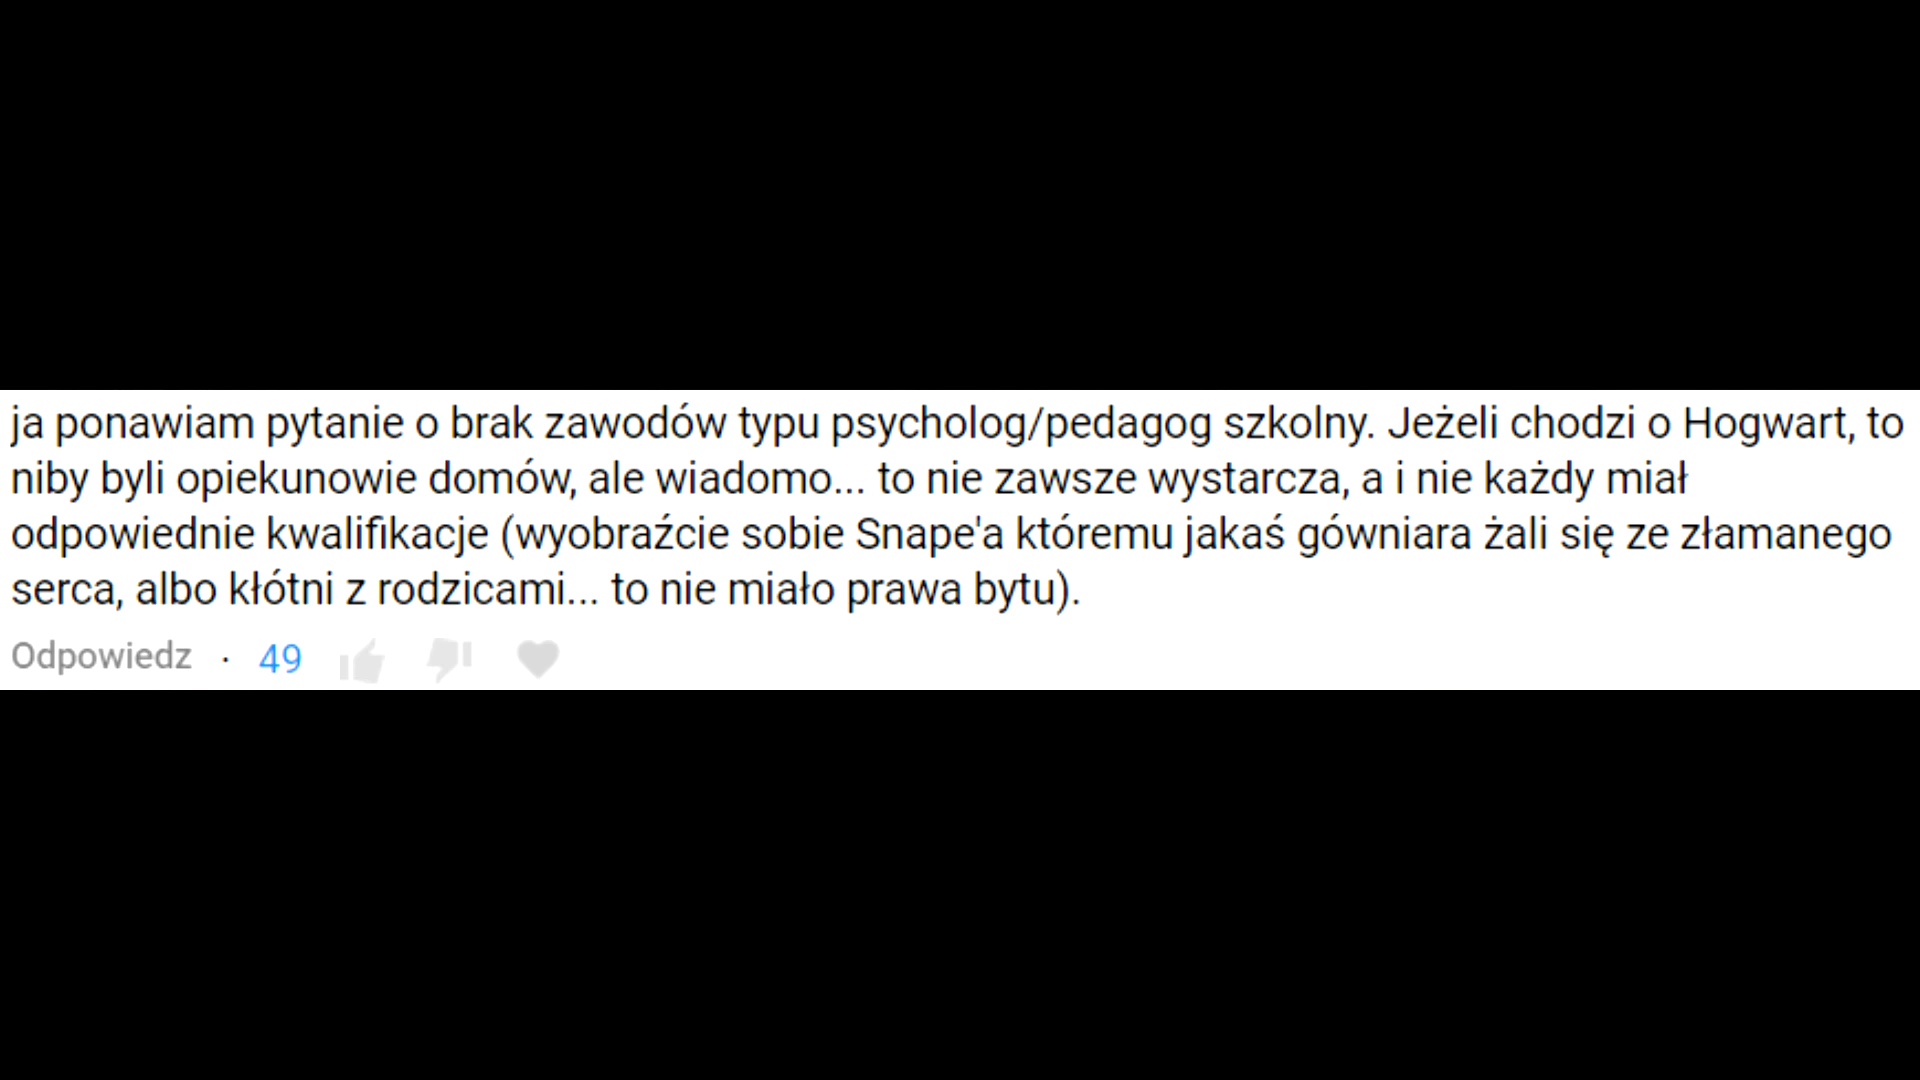 ja ponawiam pytanie o brak zawodów typu psycholog/pedagog szkolny. Jeżeli chodzi o Hogwart, to
niby byli opiekunowie domów, ale wiadomo... to nie zawsze wystarcza, a i nie każdy miał
odpowiednie kwalifikacje (wyobraźcie sobie Snape'a któremu jakaś gówniara żali się ze złamanego
serca, albo kłótni z rodzicami... to nie miało prawa bytu).
Odpowiedz · 49